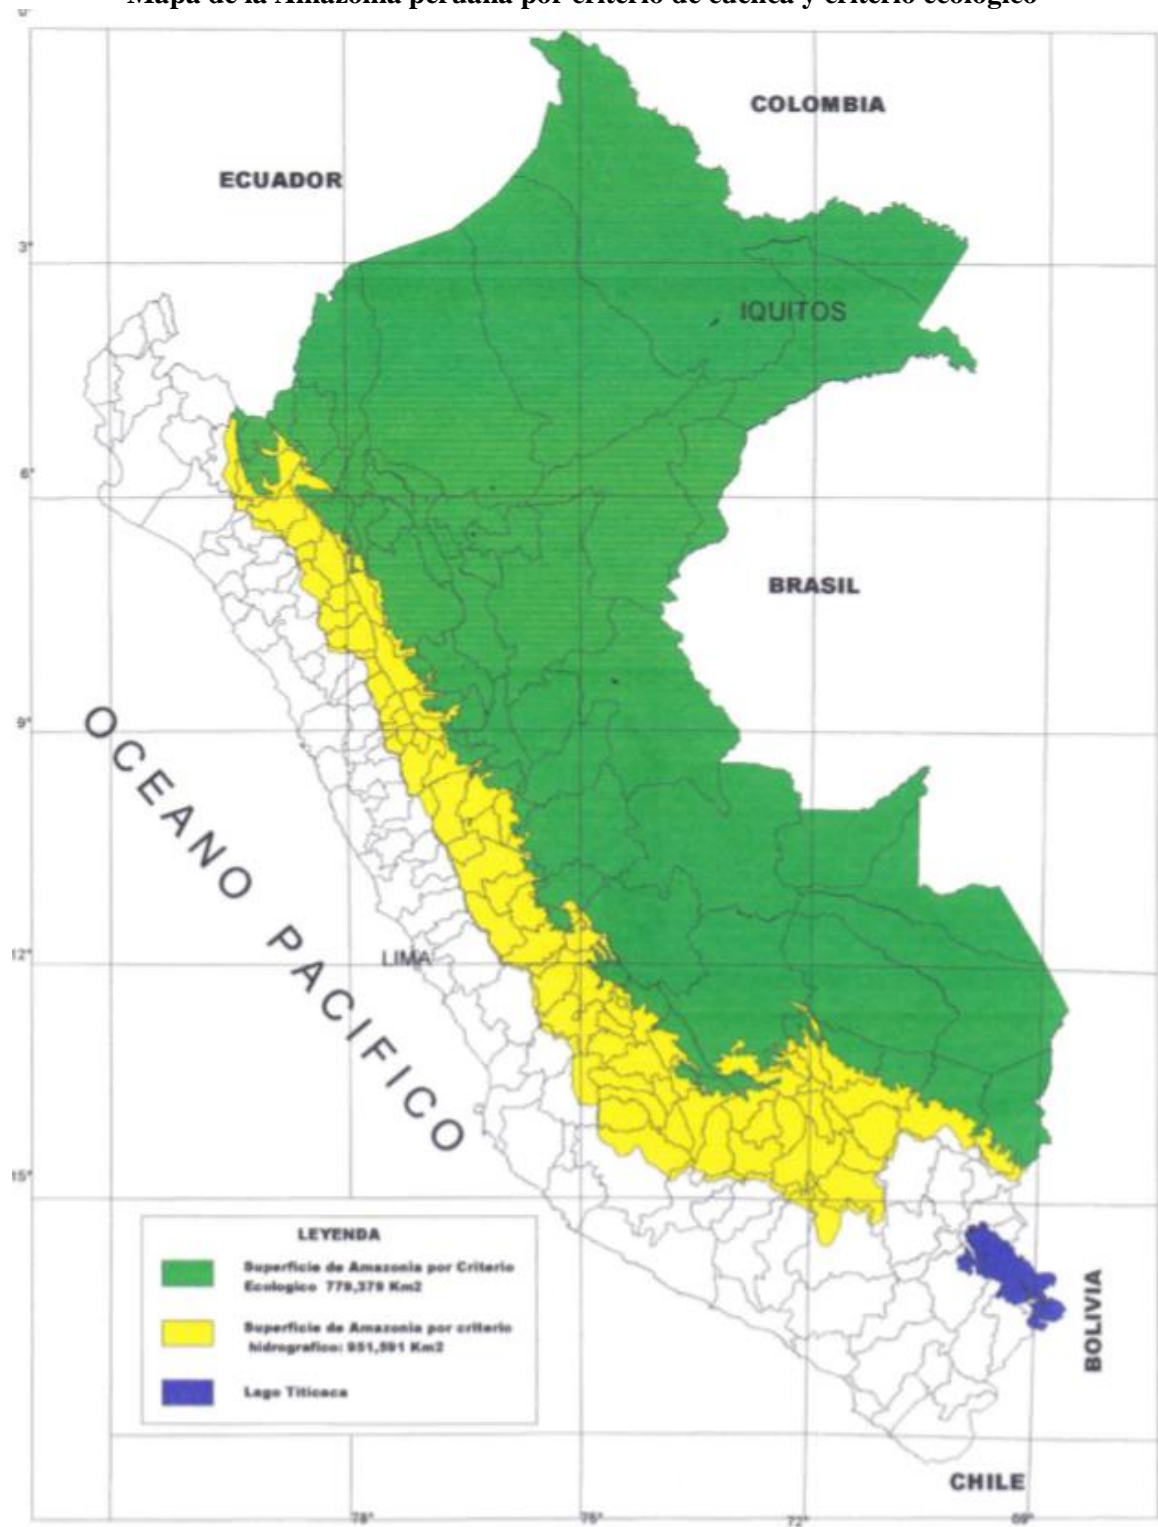 Mapa de la Amazonía peruana por criterio de cuenca y criterio ecológico
0°
COLOMBIA
ECUADOR
3°
IQUITOS
6°
BRASIL
9°
OCEANO PACIFICO
LIMA
12°
15°
LEYENDA
Superficie de Amazonia por Criterio
Ecologico 779,379 Km2
Superficie de Amazonia por criterio
hidrografico: 951,591 Km2
Lago Titicaca
BOLIVIA
CHILE
78°
75°
72°
69°